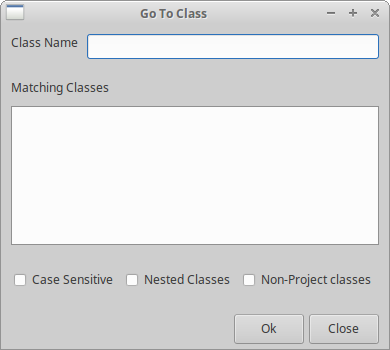 Go To Class
Class Name
Matching Classes
Case Sensitive Nested Classes Non-Project classes
Ok Close